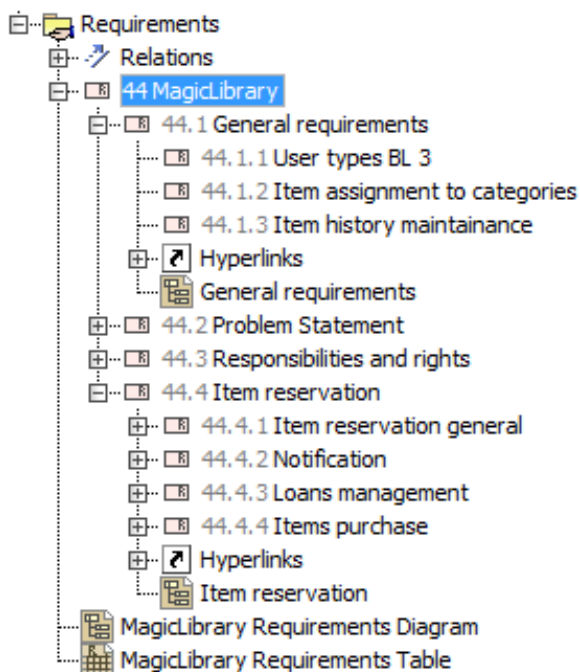 Requirements
Relations
44 MagicLibrary
44.1 General requirements
44.1.1 User types BL 3
44.1.2 Item assignment to categories
44.1.3 Item history maintainance
Hyperlinks
General requirements
44.2 Problem Statement
44.3 Responsibilities and rights
44.4 Item reservation
44.4.1 Item reservation general
44.4.2 Notification
44.4.3 Loans management
44.4.4 Items purchase
Hyperlinks
Item reservation
MagicLibrary Requirements Diagram
MagicLibrary Requirements Table